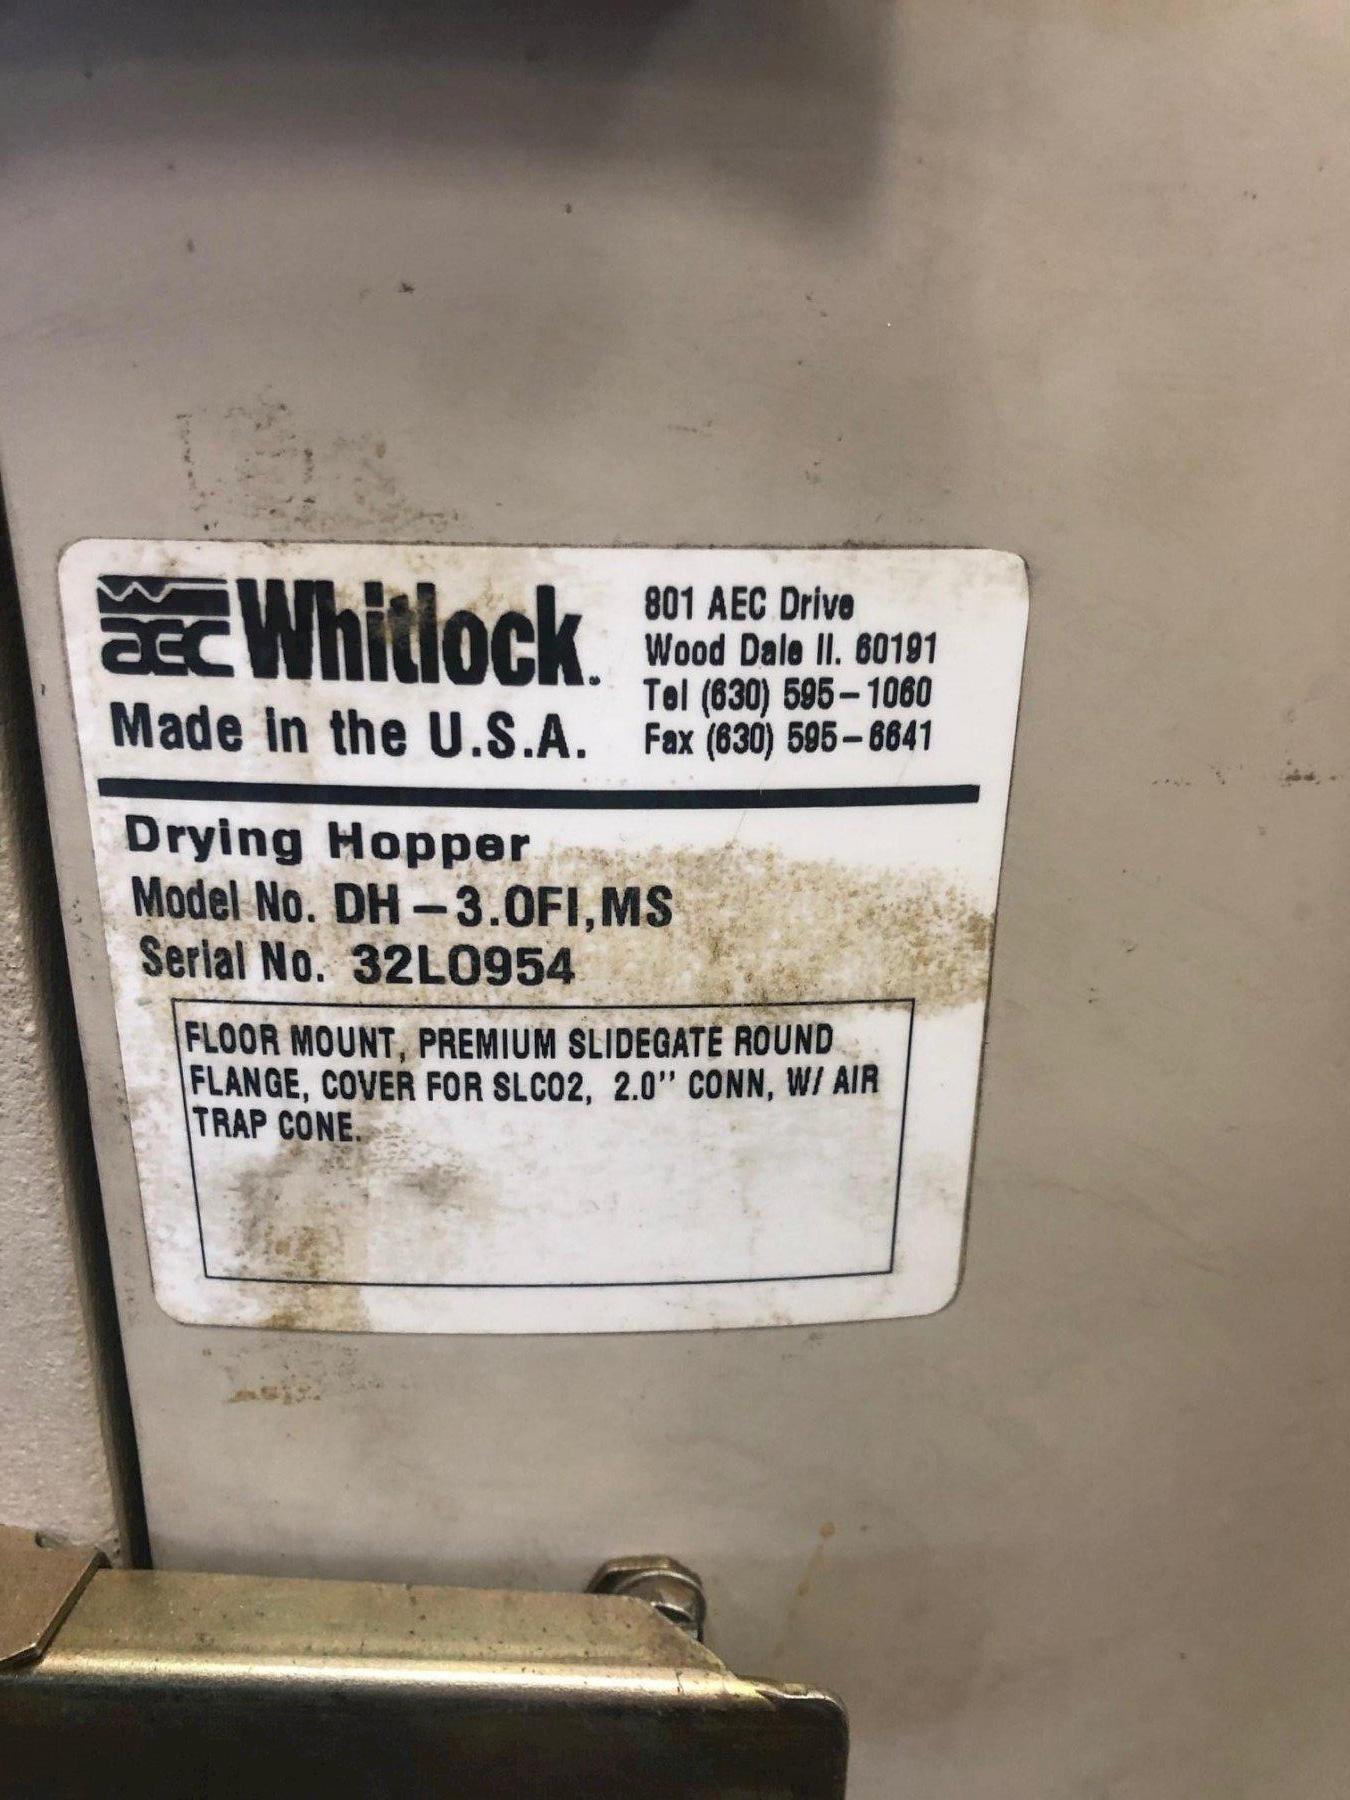 W
AEC Whitlock.
Made in the U.S.A.
801 AEC Drive
Wood Dale Il. 60191
Tel (630) 595-1060
Fax (630) 595-6641
Drying Hopper
Model No. DH-3.0FI,MS
Serial No. 32L0954
FLOOR MOUNT, PREMIUM SLIDEGATE ROUND
FLANGE, COVER FOR SLC02, 2.0'' CONN, W/ AIR
TRAP CONE.